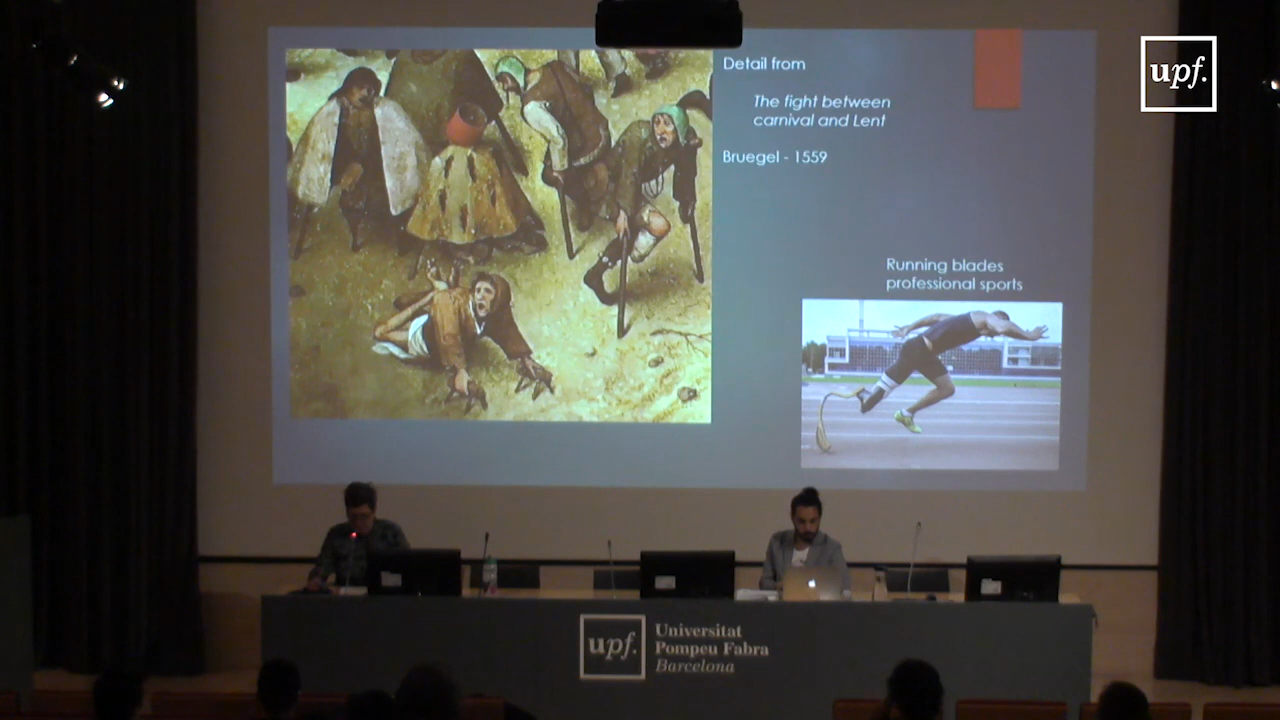 Detail from
The fight between
carnival and Lent
Bruegel - 1559
Running blades
professional sports
upf.
upf.
Universitat
Pompeu Fabra
Barcelona